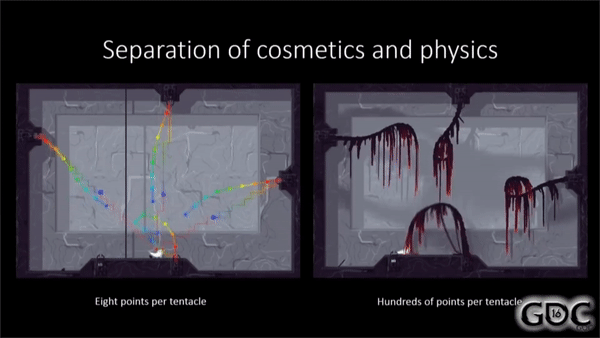 Separation of cosmetics and physics
Eight points per tentacle
Hundreds of points per tentacle
GDC
16